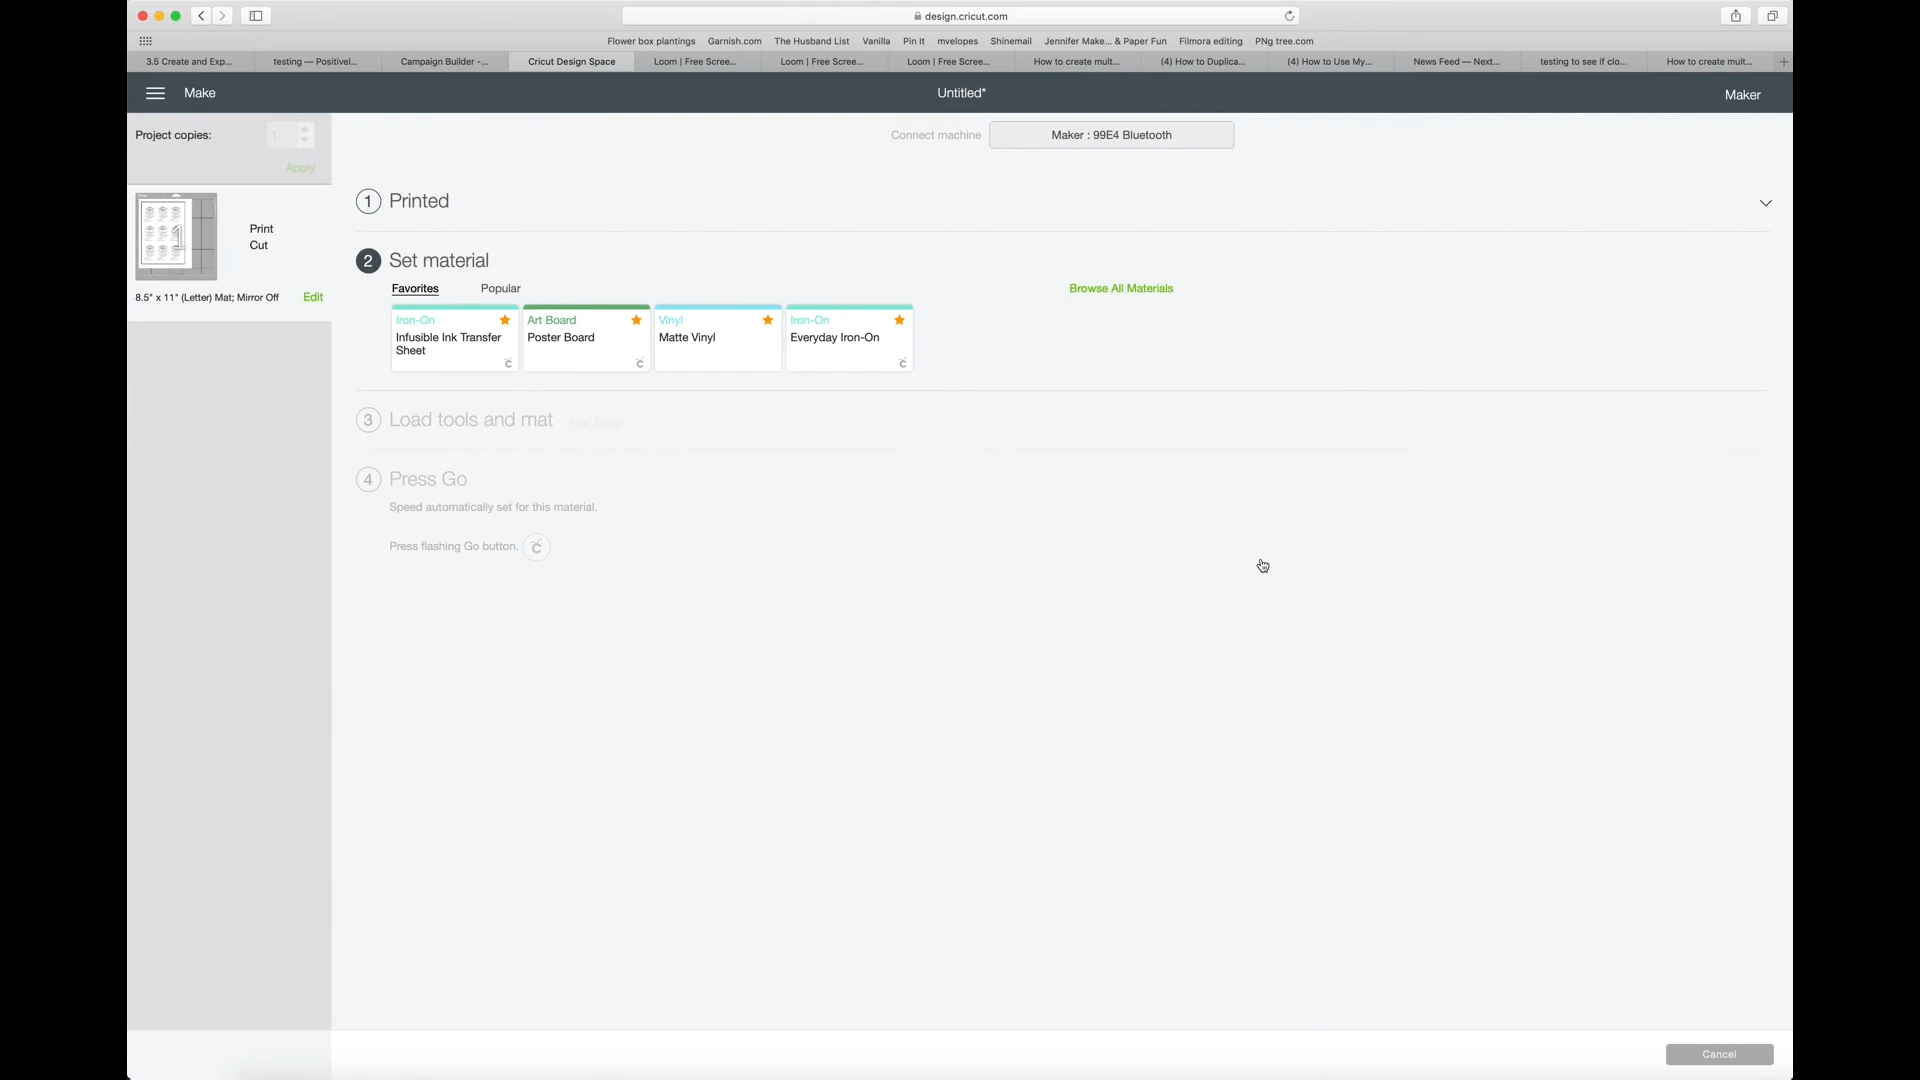 design.cricut.com
Flower box plantings Garnish.com The Husband List Vanilla Pin It mvelopes Shinemail Jennifer Make... & Paper Fun Filmora editing PNg tree.com
3.5 Create and Exp... testing — Positivel... Campaign Builder -... Cricut Design Space Loom | Free Scree... Loom | Free Scree... Loom | Free Scree... How to create mult... (4) How to Duplica... (4) How to Use My... News Feed — Next... testing to see if clo... How to create mult...
Make Untitled* Maker
Project copies: 1 Connect machine Maker : 99E4 Bluetooth
Apply
1 Printed
Print
Cut
8.5" x 11" (Letter) Mat; Mirror Off Edit
2 Set material
Favorites Popular Browse All Materials
Iron-On Art Board Vinyl Iron-On
Infusible Ink Transfer Poster Board Matte Vinyl Everyday Iron-On
Sheet
3 Load tools and mat Edit Tools
4 Press Go
Speed automatically set for this material.
Press flashing Go button.
Cancel